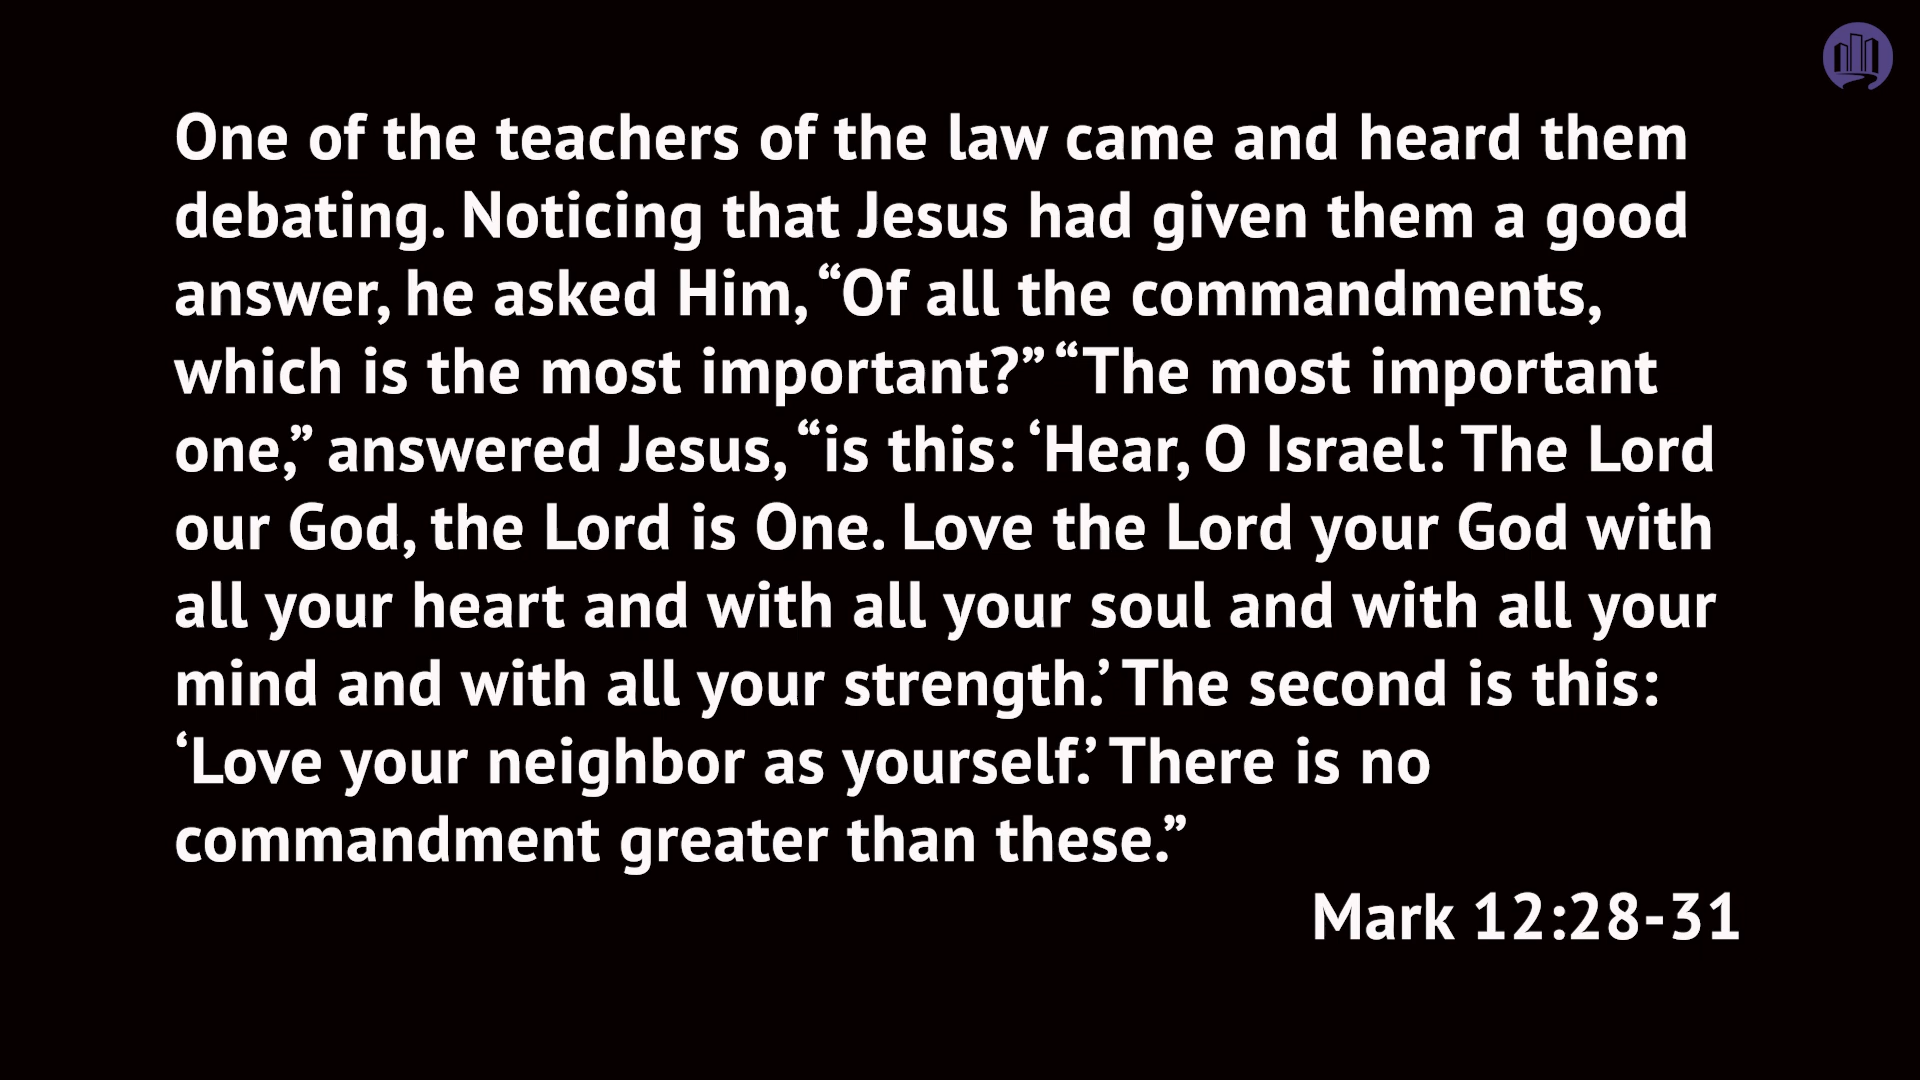 One of the teachers of the law came and heard them
debating. Noticing that Jesus had given them a good
answer, he asked Him, “Of all the commandments,
which is the most important?” “The most important
one,” answered Jesus, “is this: ‘Hear, O Israel: The Lord
our God, the Lord is One. Love the Lord your God with
all your heart and with all your soul and with all your
mind and with all your strength.’ The second is this:
‘Love your neighbor as yourself.’ There is no
commandment greater than these.”
Mark 12:28-31